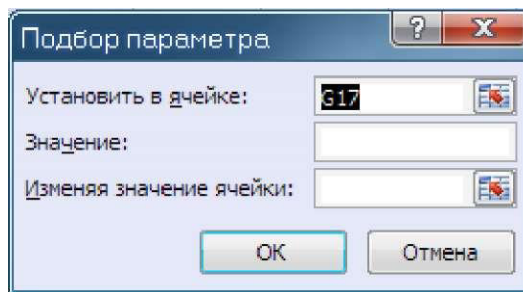 Подбор параметра
Установить в ячейке: G17
Значение:
Изменяя значение ячейки:
ОК Отмена